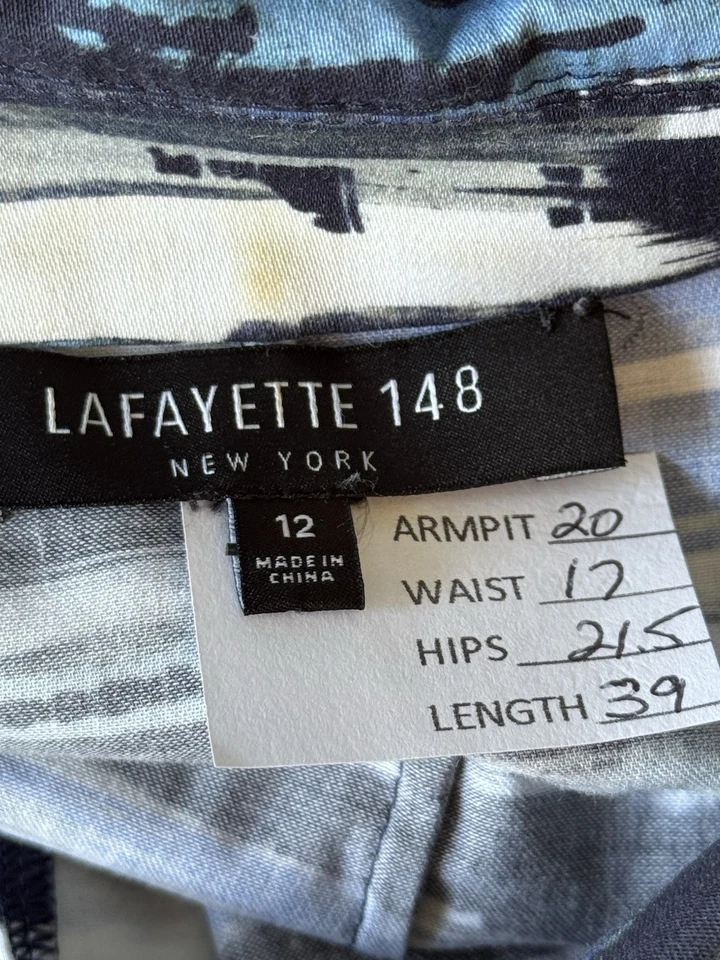 LAFAYETTE 148
NEW YORK
12
MADE IN
CHINA
ARMPIT 20
WAIST 17
HIPS 21.5
LENGTH 39